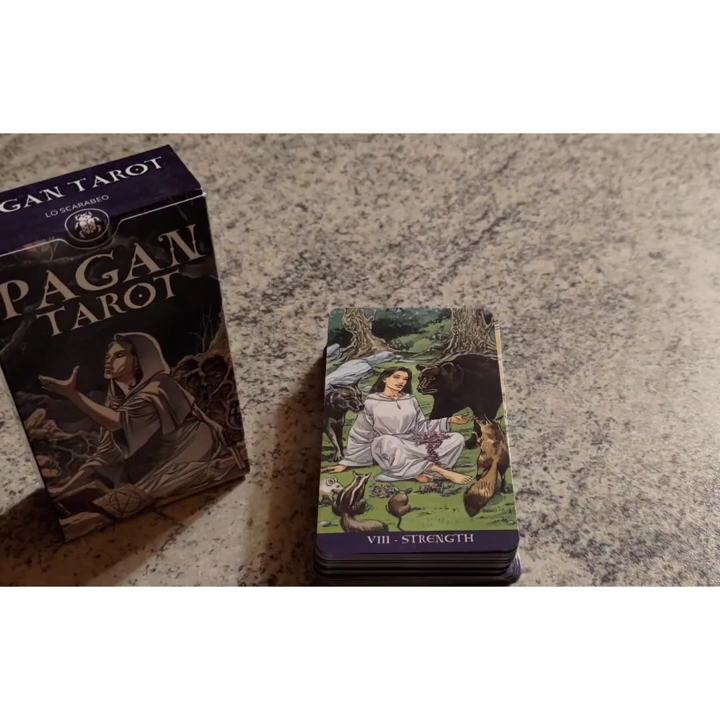 GAN TAROT
LO SCARABEO
PAGAN
TAROT
VIII - STRENGTH